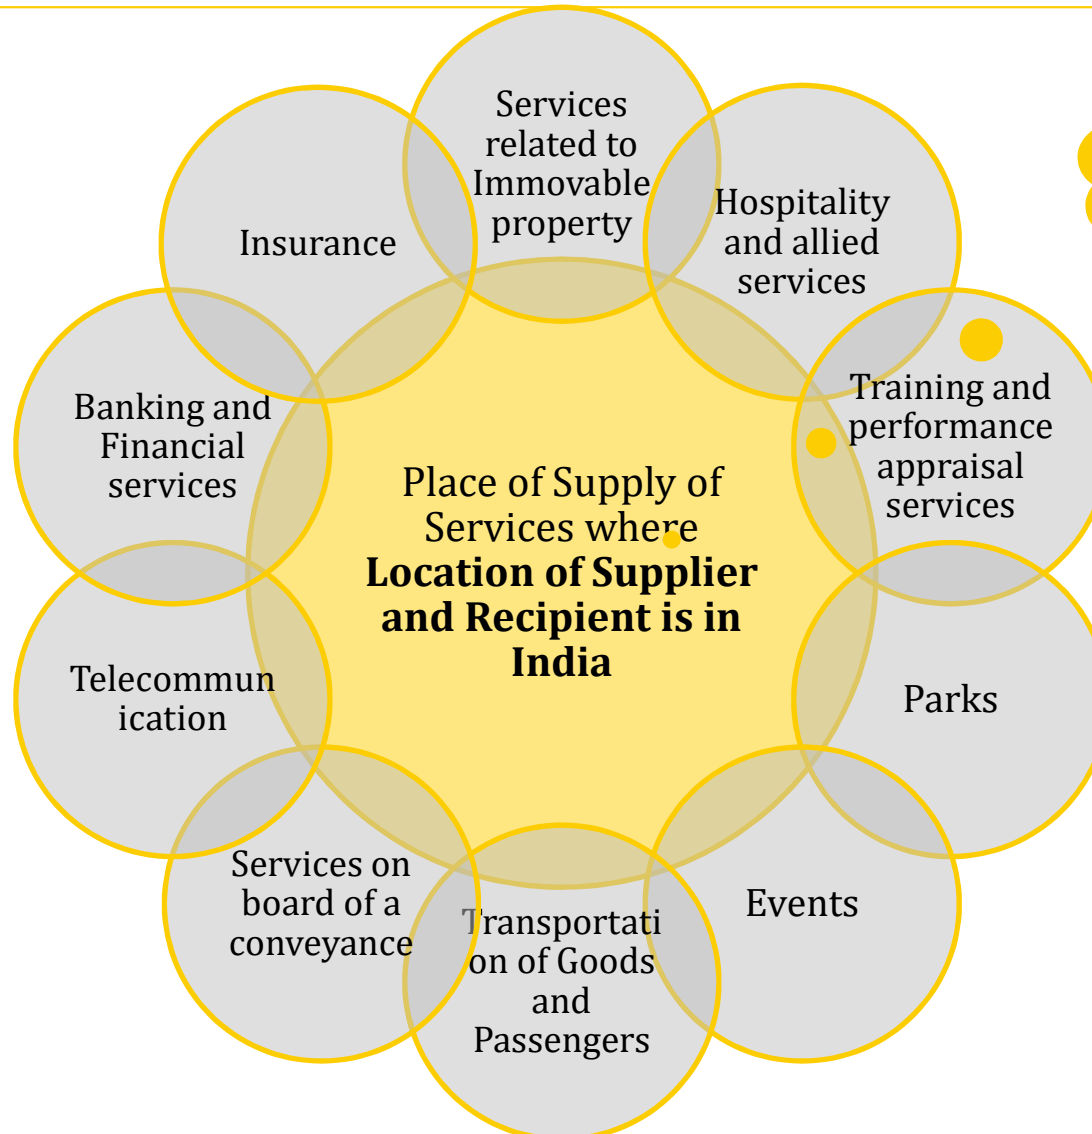 Services
related to
Immovable
property
Hospitality
and allied
services
Training and
performance
appraisal
services
Parks
Events
Transportati
on of Goods
and
Passengers
Services on
board of a
conveyance
Telecommun
ication
Banking and
Financial
services
Insurance
Place of Supply of
Services where
Location of Supplier
and Recipient is in
India